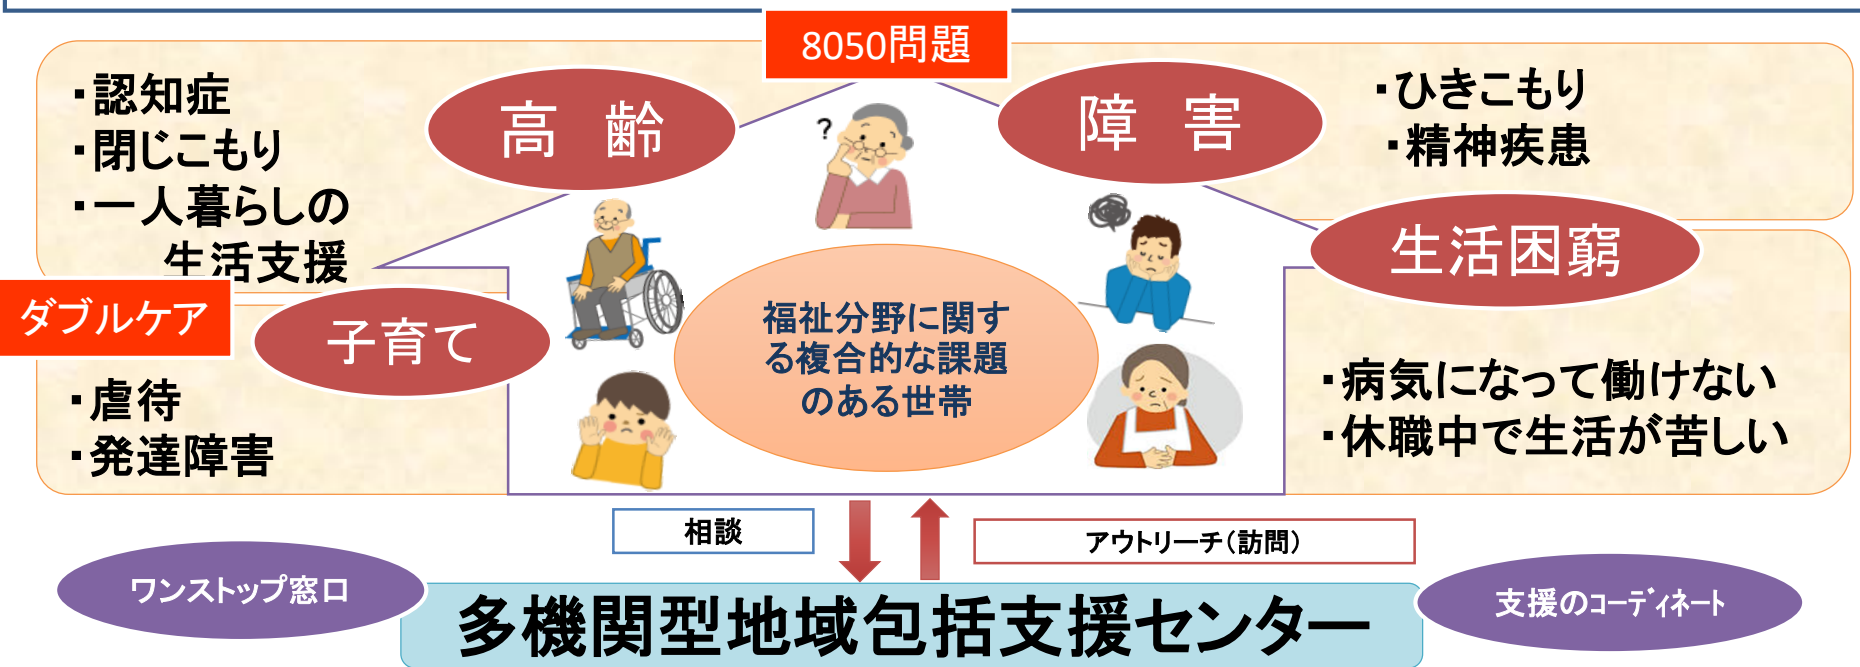 8050問題
高　齢
・認知症
・閉じこもり
・一人暮らしの
生活支援
障　害
・ひきこもり
・精神疾患
?
生活困窮
・病気になって働けない
・休職中で生活が苦しい
ダブルケア
子育て
・虐待
・発達障害
福祉分野に関す
る複合的な課題
のある世帯
相談
アウトリーチ（訪問）
ワンストップ窓口
多機関型地域包括支援センター
支援のｺｰﾃﾞｨﾈｰﾄ